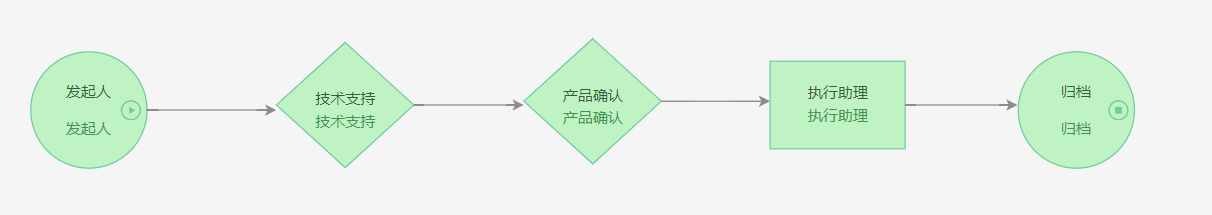 发起人
发起人
技术支持
技术支持
产品确认
产品确认
执行助理
执行助理
归档
归档